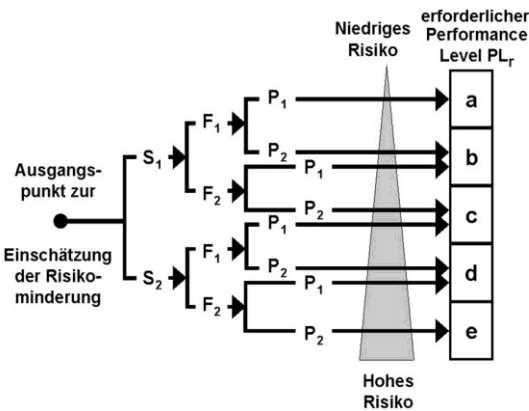 Niedriges
Risiko
erforderlicher
Performance
Level PLr
Ausgangs-
punkt zur
Einschätzung
der Risiko-
minderung
S1
F1
P1
a
P2
b
F2
P1
P2
c
S2
F1
P1
P2
d
F2
P1
P2
e
Hohes
Risiko